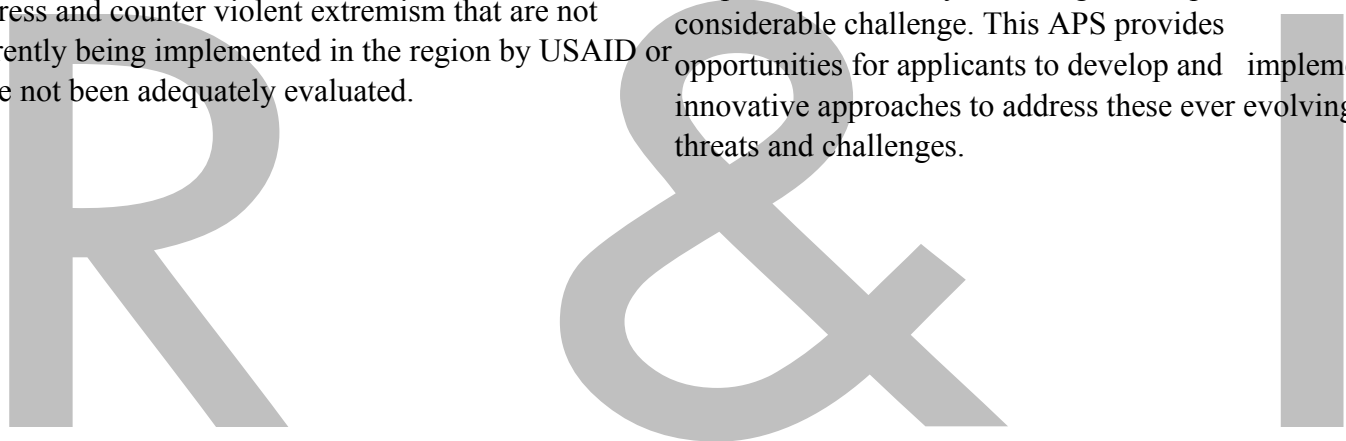 ress and counter violent extremism that are not
rently being implemented in the region by USAID or
e not been adequately evaluated.
considerable challenge. This APS provides
opportunities for applicants to develop and implem
innovative approaches to address these ever evolving
threats and challenges.
R & I